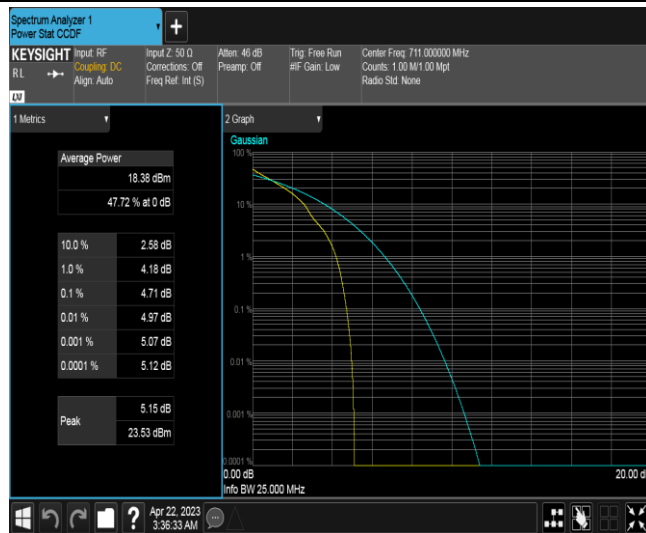 Spectrum Analyzer 1
Power Stat CCDF
+
KEYSIGHT
RL
LXI
Input: RF
Coupling: DC
Align: Auto
Input Z: 50 Ω
Corrections: Off
Freq Ref: Int (S)
Atten: 46 dB
Preamp: Off
Trig: Free Run
#IF Gain: Low
Center Freq: 711.000000 MHz
Counts: 1.00 M/1.00 Mpt
Radio Std: None
1 Metrics
Average Power
18.38 dBm
47.72 % at 0 dB
10.0 % 2.58 dB
1.0 % 4.18 dB
0.1 % 4.71 dB
0.01 % 4.97 dB
0.001 % 5.07 dB
0.0001 % 5.12 dB
Peak
5.15 dB
23.53 dBm
2 Graph
Gaussian
100 %
10 %
1 %
0.1 %
0.01 %
0.001 %
0.0001 %
0.00 dB
20.00 d
Info BW 25.000 MHz
?
Apr 22, 2023
3:36:33 AM